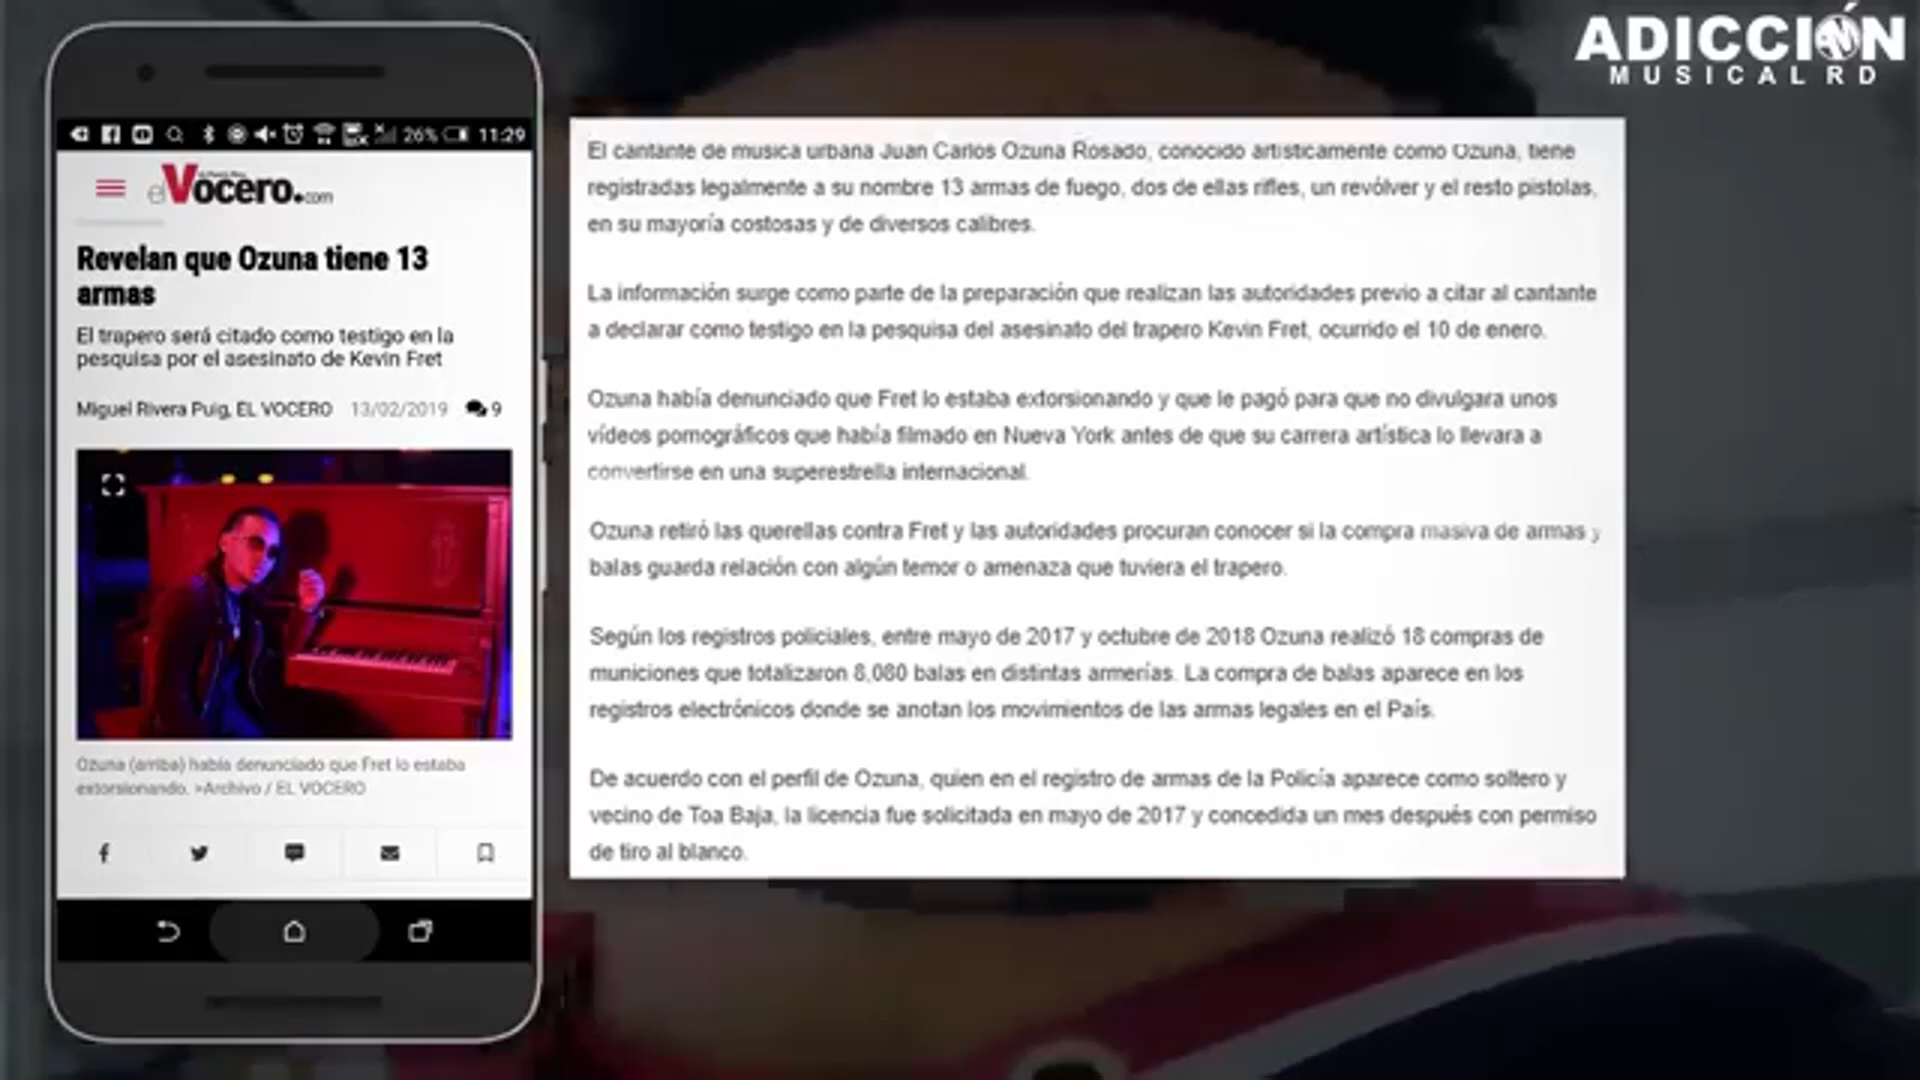 ADICCIÓN
MUSICAL RD
26% 11:29
el Vocero.com
Revelan que Ozuna tiene 13
armas
El trapero será citado como testigo en la
pesquisa por el asesinato de Kevin Fret
Miguel Rivera Puig, EL VOCERO 13/02/2019 9
Ozuna (arriba) había denunciado que Fret lo estaba
extorsionando. >Archivo / EL VOCERO
El cantante de música urbana Juan Carlos Ozuna Rosado, conocido artísticamente como Ozuna, tiene
registradas legalmente a su nombre 13 armas de fuego, dos de ellas rifles, un revólver y el resto pistolas,
en su mayoría costosas y de diversos calibres.
La información surge como parte de la preparación que realizan las autoridades previo a citar al cantante
a declarar como testigo en la pesquisa del asesinato del trapero Kevin Fret, ocurrido el 10 de enero.
Ozuna había denunciado que Fret lo estaba extorsionando y que le pagó para que no divulgara unos
vídeos pornográficos que había filmado en Nueva York antes de que su carrera artística lo llevara a
convertirse en una superestrella internacional.
Ozuna retiró las querellas contra Fret y las autoridades procuran conocer si la compra masiva de armas y
balas guarda relación con algún temor o amenaza que tuviera el trapero.
Según los registros policiales, entre mayo de 2017 y octubre de 2018 Ozuna realizó 18 compras de
municiones que totalizaron 8,080 balas en distintas armerías. La compra de balas aparece en los
registros electrónicos donde se anotan los movimientos de las armas legales en el País.
De acuerdo con el perfil de Ozuna, quien en el registro de armas de la Policía aparece como soltero y
vecino de Toa Baja, la licencia fue solicitada en mayo de 2017 y concedida un mes después con permiso
de tiro al blanco.